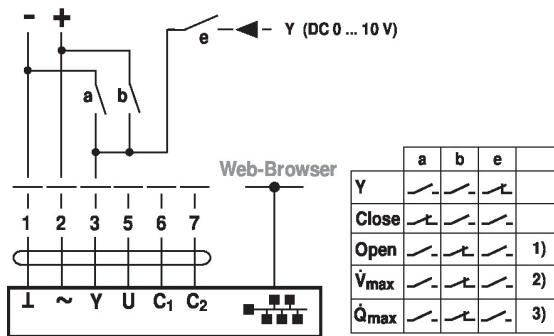 - +
e Y (DC 0 ... 10 V)
a b
Web-Browser
1 2 3 5 6 7
⊥ ~ Y U C₁ C₂
a b e
Y
Close
Open 1)
V̇max 2)
Q̇max 3)